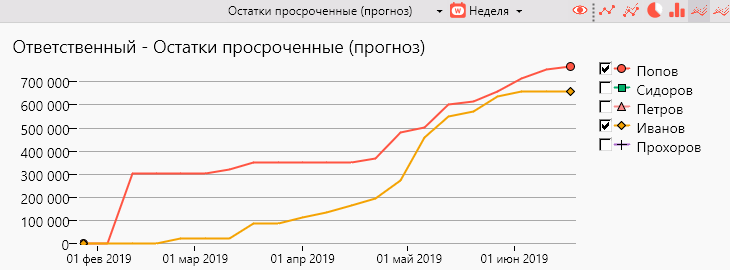 Остатки просроченные (прогноз) Неделя
Ответственный - Остатки просроченные (прогноз)
700 000
600 000
500 000
400 000
300 000
200 000
100 000
0
01 фев 2019 01 мар 2019 01 апр 2019 01 май 2019 01 июн 2019
Попов
Сидоров
Петров
Иванов
Прохоров